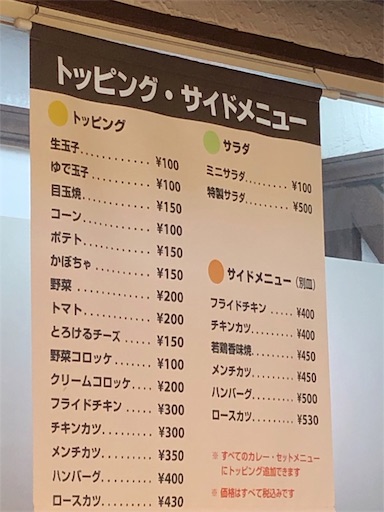 トッピング・サイドメニュー
トッピング
生玉子.......... ¥100
ゆで玉子......... ¥100
目玉焼.......... ¥150
コーン.......... ¥100
ポテト.......... ¥150
かぼちゃ......... ¥150
野菜........... ¥200
トマト.......... ¥200
とろけるチーズ...... ¥150
野菜コロッケ....... ¥100
クリームコロッケ..... ¥200
フライドチキン...... ¥300
チキンカツ........ ¥300
メンチカツ........ ¥350
ハンバーグ........ ¥400
ロースカツ........ ¥430
サラダ
ミニサラダ........ ¥100
特製サラダ........ ¥500
サイドメニュー（別皿）
フライドチキン...... ¥400
チキンカツ........ ¥400
若鶏香味焼........ ¥450
メンチカツ........ ¥450
ハンバーグ........ ¥500
ロースカツ........ ¥530
※ すべてのカレー・セットメニュー
にトッピング追加できます
※ 価格はすべて税込みです